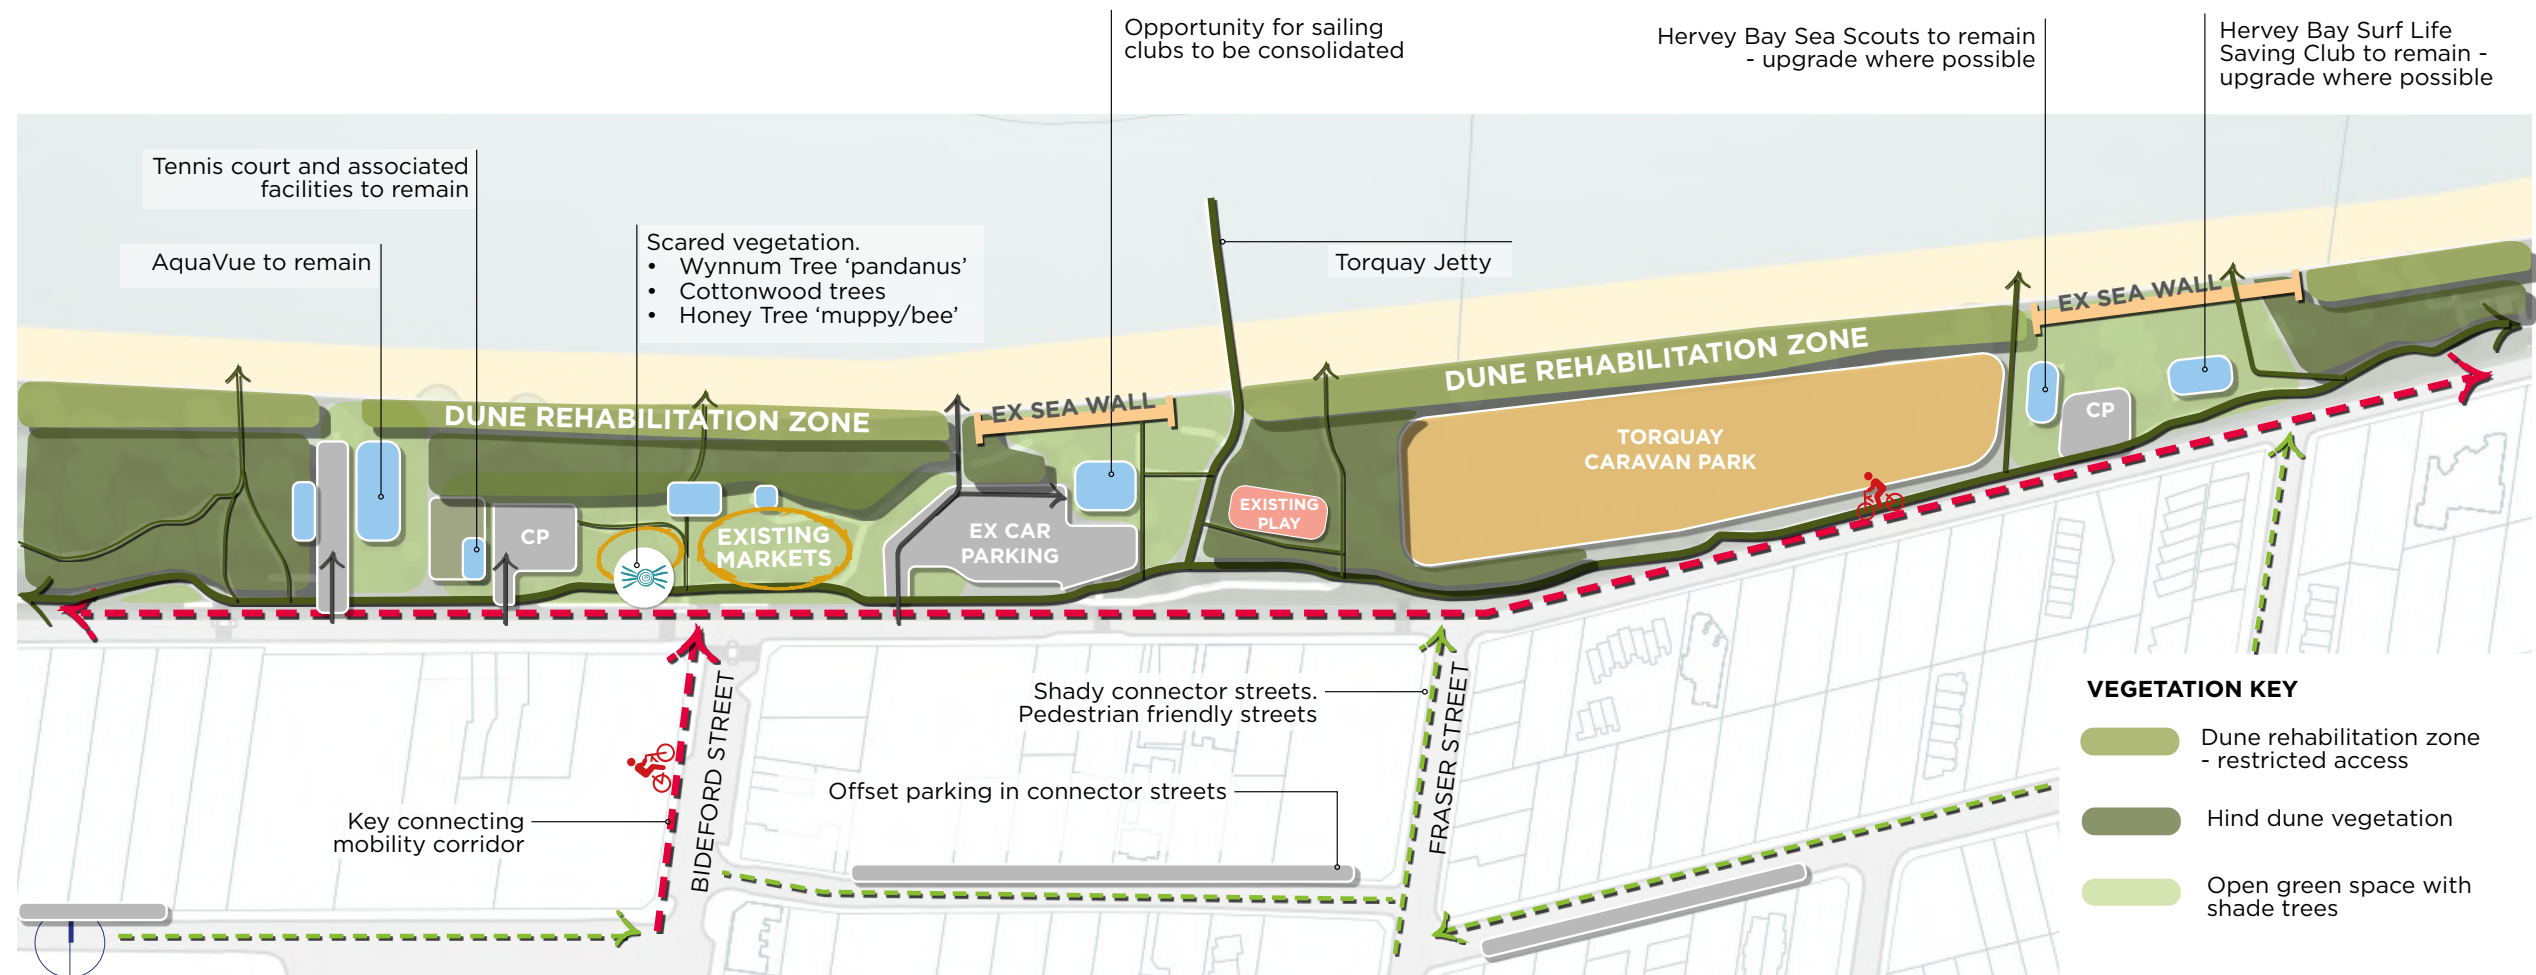 Opportunity for sailing
clubs to be consolidated
Hervey Bay Sea Scouts to remain
- upgrade where possible
Hervey Bay Surf Life
Saving Club to remain -
upgrade where possible
Tennis court and associated
facilities to remain
AquaVue to remain
Scared vegetation.
• Wynnum Tree ‘pandanus’
• Cottonwood trees
• Honey Tree ‘muppy/bee’
Torquay Jetty
EX SEA WALL
DUNE REHABILITATION ZONE
DUNE REHABILITATION ZONE
EX SEA WALL
TORQUAY
CARAVAN PARK
CP
CP
EXISTING
MARKETS
EX CAR
PARKING
EXISTING
PLAY
BIDEFORD STREET
FRASER STREET
Shady connector streets.
Pedestrian friendly streets
Offset parking in connector streets
Key connecting
mobility corridor
VEGETATION KEY
Dune rehabilitation zone
- restricted access
Hind dune vegetation
Open green space with
shade trees